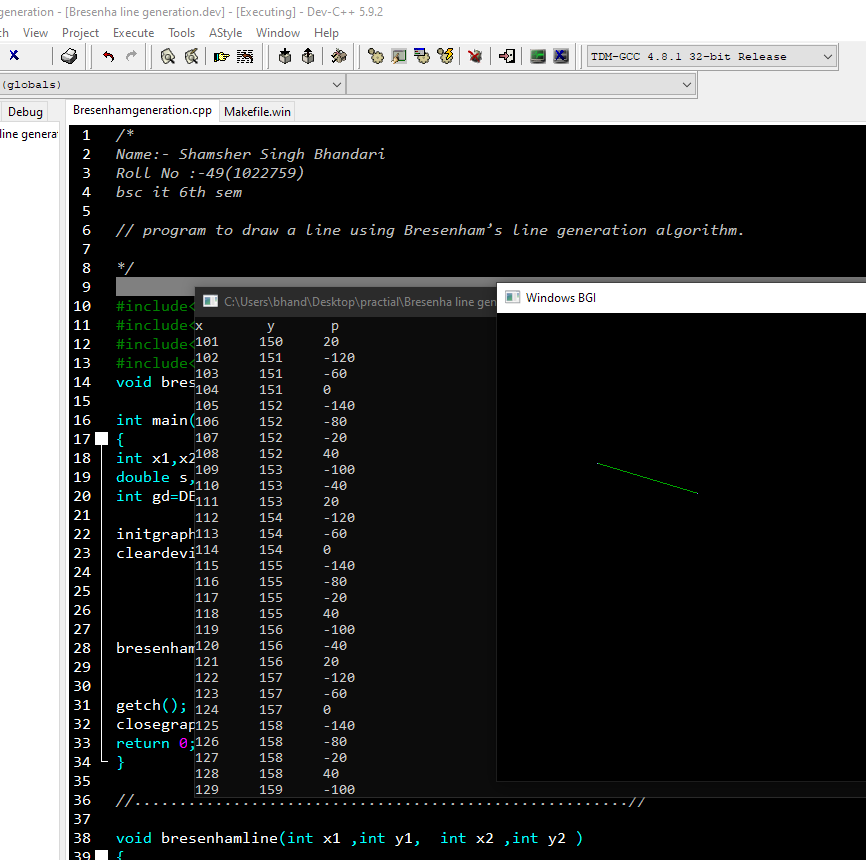 generation - [Bresenha line generation.dev] - [Executing] - Dev-C++ 5.9.2
ch View Project Execute Tools AStyle Window Help
TDM-GCC 4.8.1 32-bit Release
(globals)
Debug
Bresenhamgeneration.cpp Makefile.win
line genera
1 /*
2 Name:- Shamsher Singh Bhandari
3 Roll No :-49(1022759)
4 bsc it 6th sem
5
6 // program to draw a line using Bresenham’s line generation algorithm.
7
8 */
9
10 #include<
11 #include<
12 #include<
13 #include<
14 void bres
15
16 int main(
17 {
18 int x1,x2
19 double s,
20 int gd=DE
21
22 initgraph
23 cleardevi
24
25
26
27
28 bresenham
29
30
31 getch();
32 closegrap
33 return 0;
34 }
35
36 //.......................................................//
37
38 void bresenhamline(int x1 ,int y1, int x2 ,int y2 )
39 {
C:\Users\bhand\Desktop\practial\Bresenha line gen
x y p
101 150 20
102 151 -120
103 151 -60
104 151 0
105 152 -140
106 152 -80
107 152 -20
108 152 40
109 153 -100
110 153 -40
111 153 20
112 154 -120
113 154 -60
114 154 0
115 155 -140
116 155 -80
117 155 -20
118 155 40
119 156 -100
120 156 -40
121 156 20
122 157 -120
123 157 -60
124 157 0
125 158 -140
126 158 -80
127 158 -20
128 158 40
129 159 -100
Windows BGI